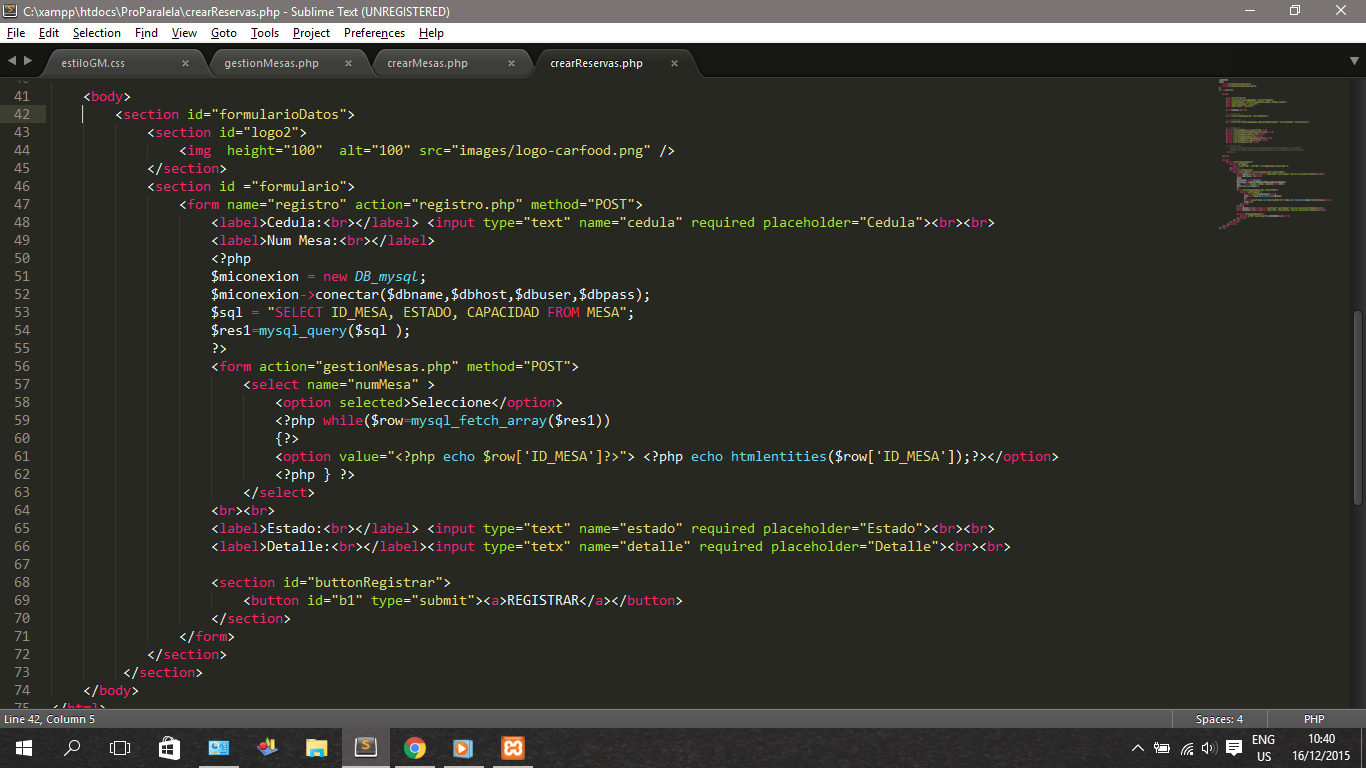 C:\xampp\htdocs\ProParalela\crearReservas.php - Sublime Text (UNREGISTERED)
File Edit Selection Find View Goto Tools Project Preferences Help
estiloGM.css × gestionMesas.php × crearMesas.php × crearReservas.php ×
41 <body>
42 <section id="formularioDatos">
43 <section id="logo2">
44 <img  height="100"  alt="100" src="images/logo-carfood.png" />
45 </section>
46 <section id ="formulario">
47 <form name="registro" action="registro.php" method="POST">
48 <label>Cedula:<br></label> <input type="text" name="cedula" required placeholder="Cedula"><br><br>
49 <label>Num Mesa:<br></label>
50 <?php
51 $miconexion = new DB_mysql;
52 $miconexion->conectar($dbname,$dbhost,$dbuser,$dbpass);
53 $sql = "SELECT ID_MESA, ESTADO, CAPACIDAD FROM MESA";
54 $res1=mysql_query($sql );
55 ?>
56 <form action="gestionMesas.php" method="POST">
57 <select name="numMesa" >
58 <option selected>Seleccione</option>
59 <?php while($row=mysql_fetch_array($res1))
60 {?>
61 <option value="<?php echo $row['ID_MESA']?>"> <?php echo htmlentities($row['ID_MESA']);?></option>
62 <?php } ?>
63 </select>
64 <br><br>
65 <label>Estado:<br></label> <input type="text" name="estado" required placeholder="Estado"><br><br>
66 <label>Detalle:<br></label><input type="tetx" name="detalle" required placeholder="Detalle"><br><br>
67
68 <section id="buttonRegistrar">
69 <button id="b1" type="submit"><a>REGISTRAR</a></button>
70 </section>
71 </form>
72 </section>
73 </section>
74 </body>
75 </html>
Line 42, Column 5 Spaces: 4 PHP
ENG
US
10:40
16/12/2015